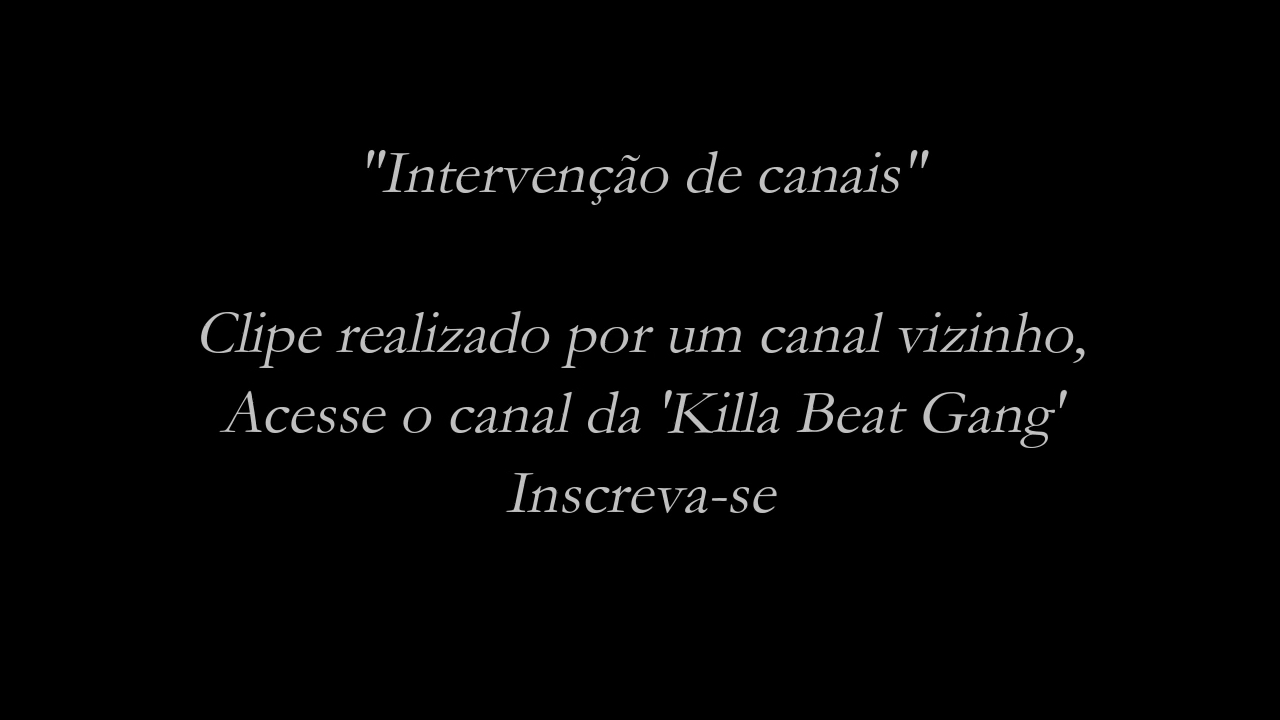 "Intervenção de canais"
Clipe realizado por um canal vizinho,
Acesse o canal da 'Killa Beat Gang'
Inscreva-se